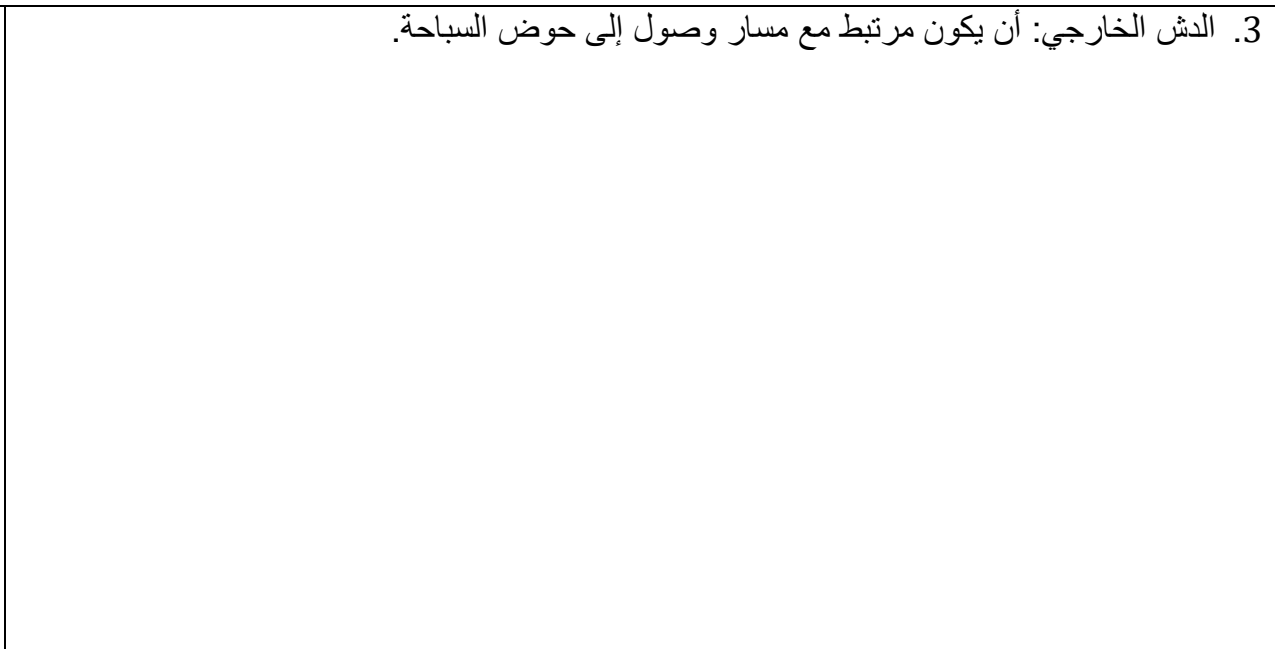 3. الدش الخارجي: أن يكون مرتبط مع مسار وصول إلى حوض السباحة.